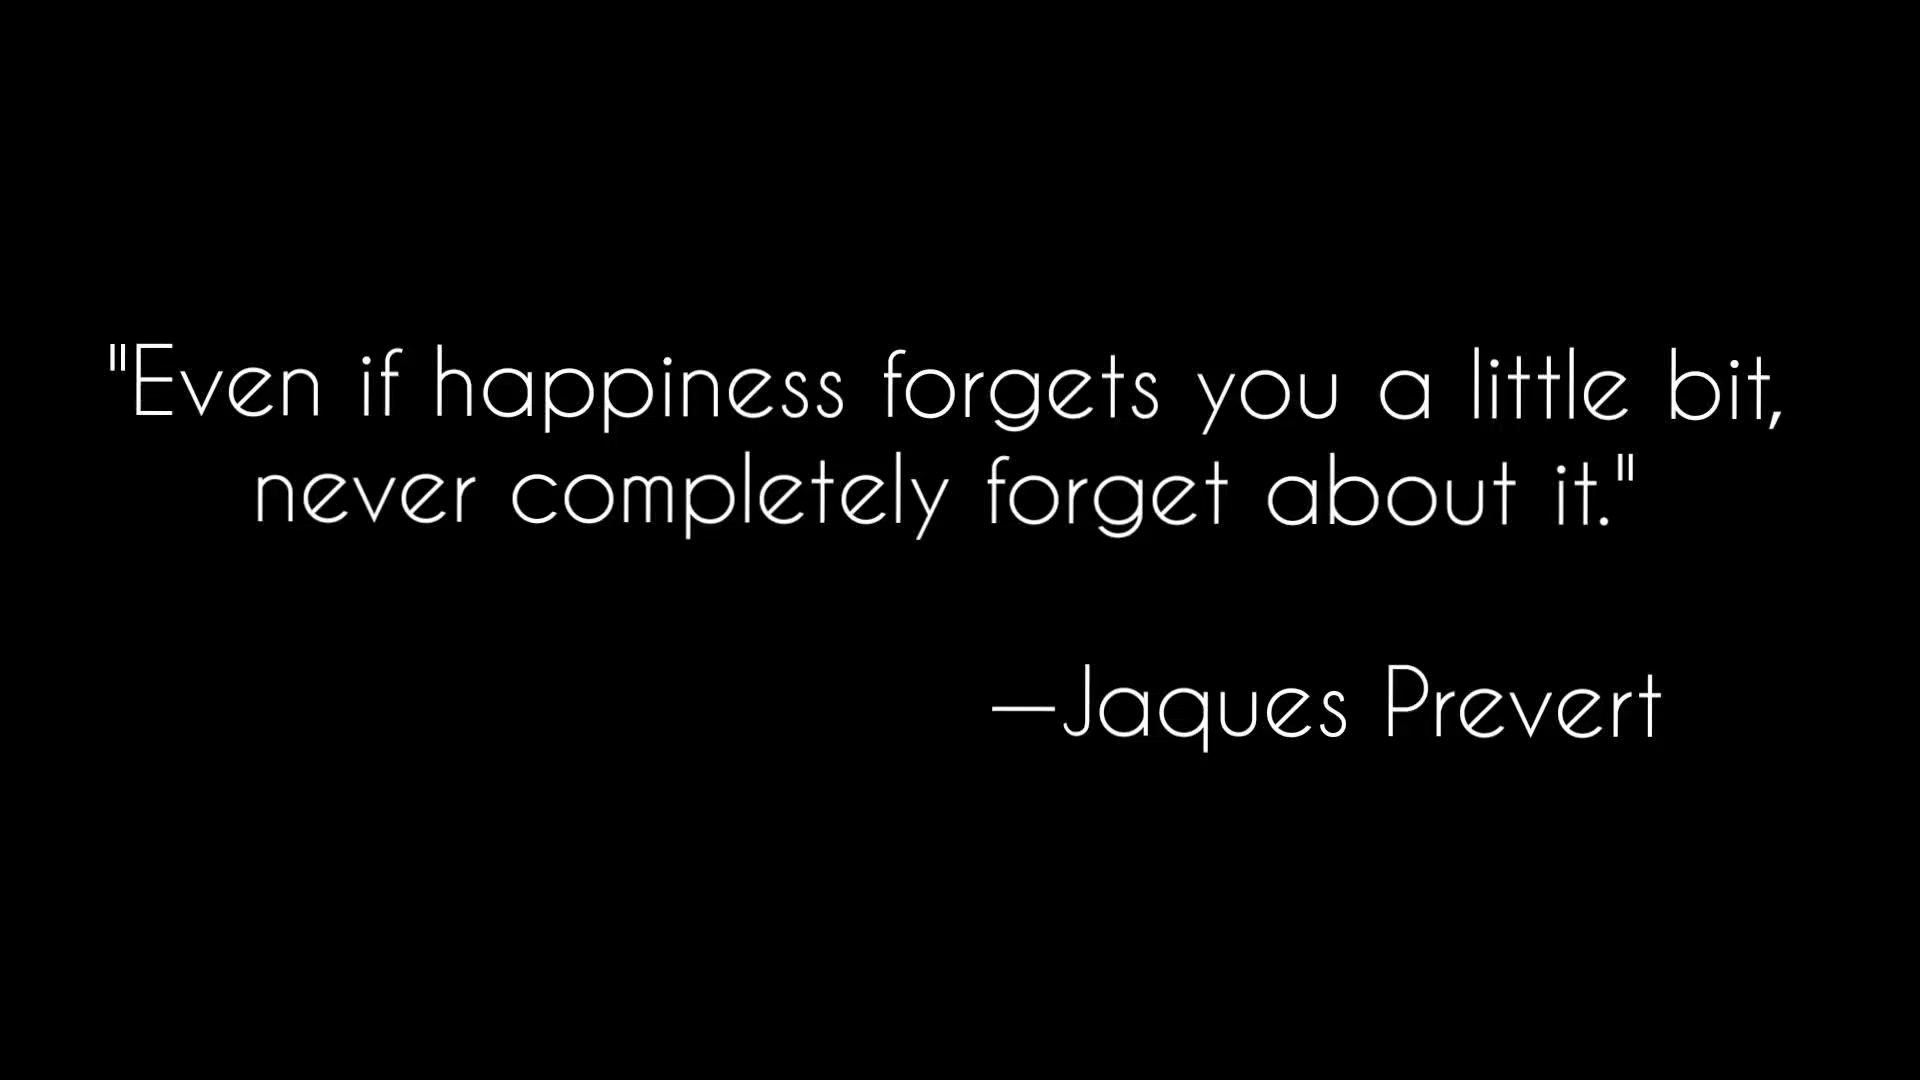 "Even if happiness forgets you a little bit,
never completely forget about it."
—Jaques Prevert